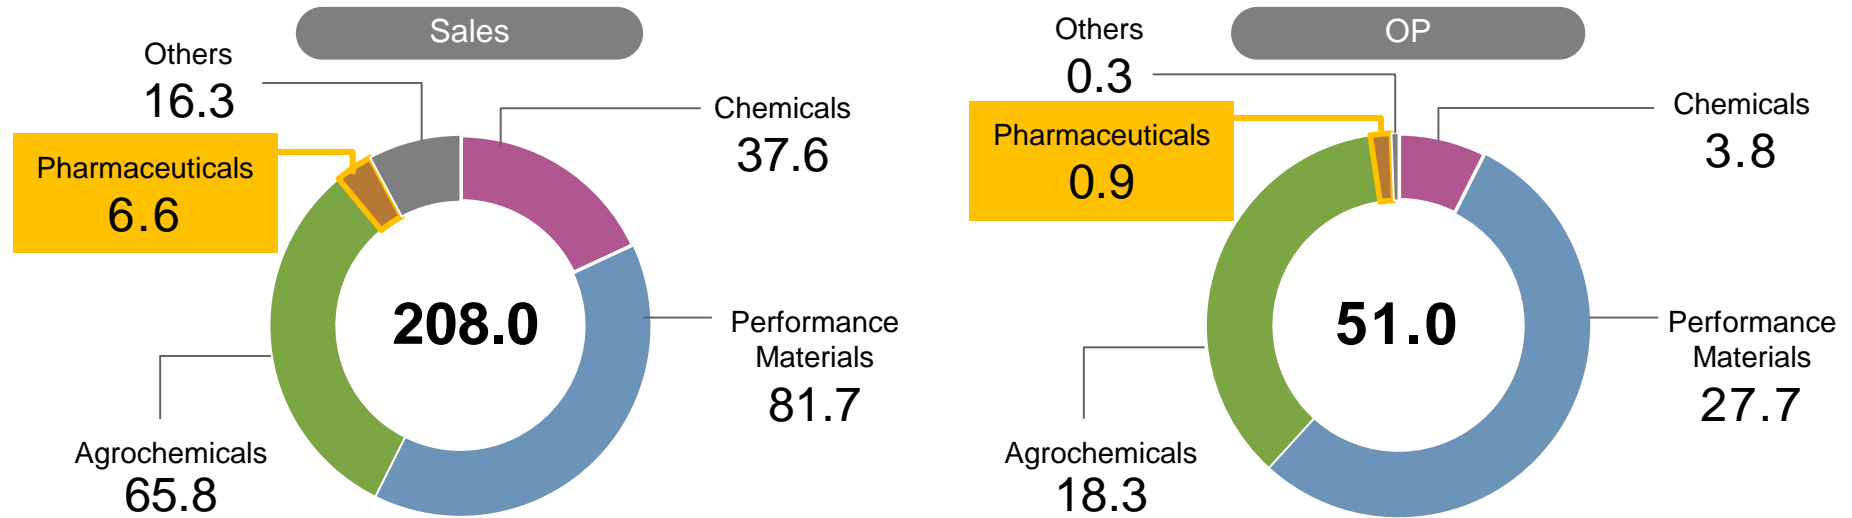 Sales
Others
16.3
Chemicals
37.6
Pharmaceuticals
6.6
208.0
Performance
Materials
81.7
Agrochemicals
65.8
OP
Others
0.3
Chemicals
3.8
Pharmaceuticals
0.9
51.0
Performance
Materials
27.7
Agrochemicals
18.3